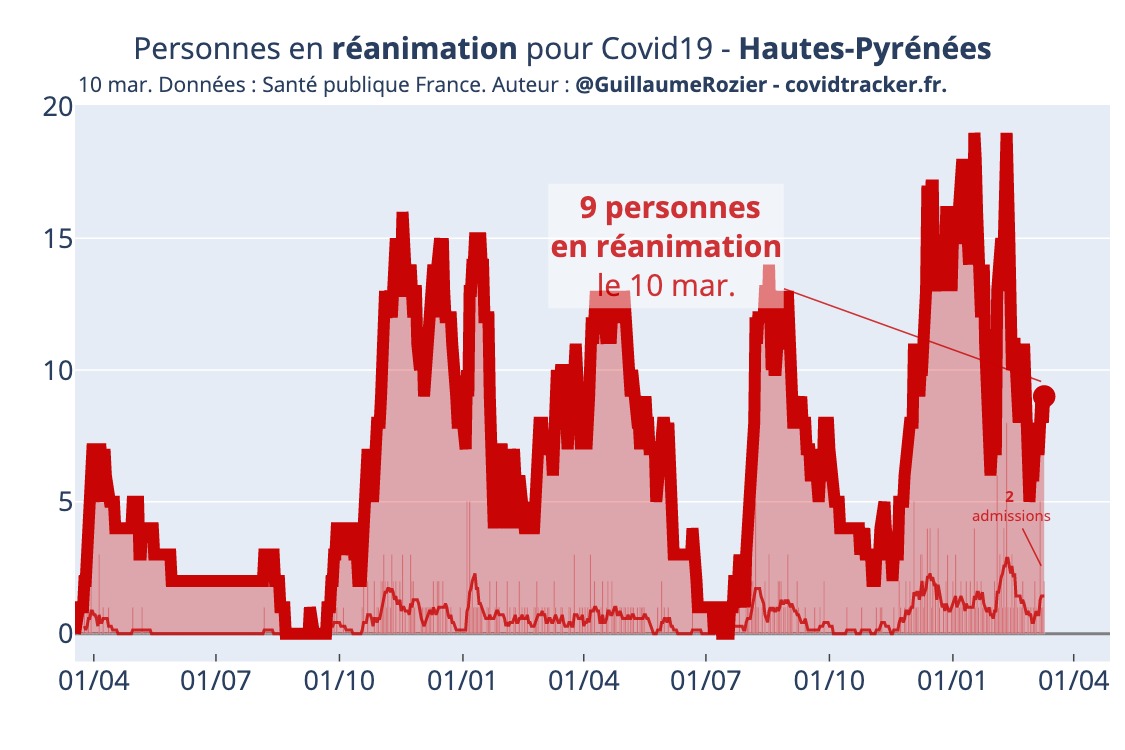 Personnes en réanimation pour Covid19 - Hautes-Pyrénées
10 mar. Données : Santé publique France. Auteur : @GuillaumeRozier - covidtracker.fr.
20
15
10
5
0
9 personnes
en réanimation
le 10 mar.
2
admissions
01/04 01/07 01/10 01/01 01/04 01/07 01/10 01/01 01/04